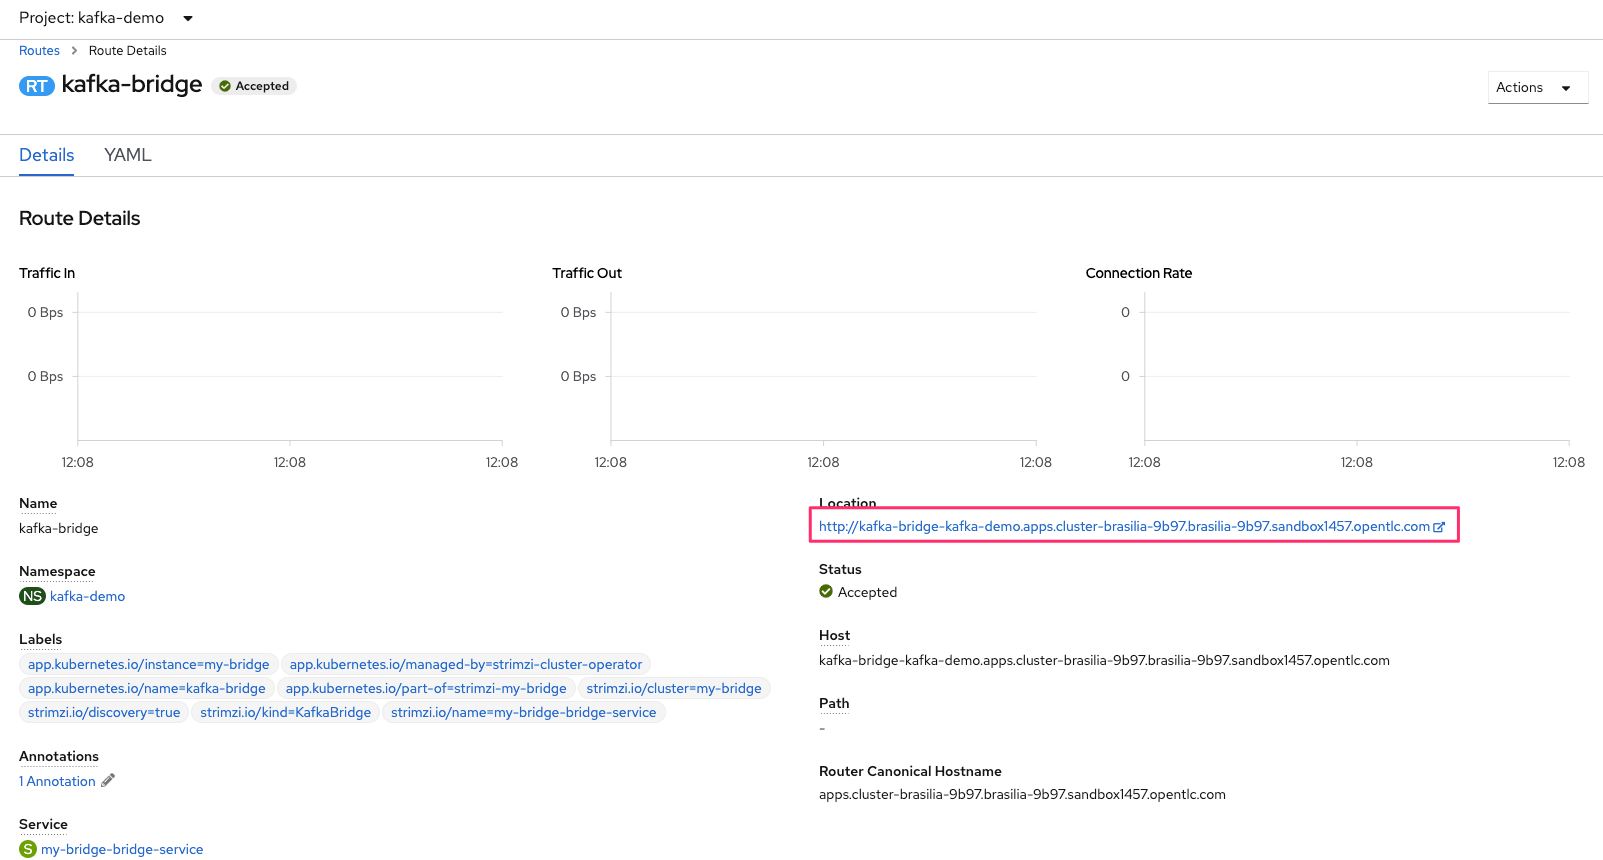 Project: kafka-demo
Routes > Route Details
RT kafka-bridge Accepted
Actions
Details YAML
Route Details
Traffic In
0 Bps
0 Bps
12:08 12:08 12:08
Traffic Out
0 Bps
0 Bps
12:08 12:08 12:08
Connection Rate
0
0
12:08 12:08 12:08
Name
kafka-bridge
Namespace
NS kafka-demo
Labels
app.kubernetes.io/instance=my-bridge app.kubernetes.io/managed-by=strimzi-cluster-operator
app.kubernetes.io/name=kafka-bridge app.kubernetes.io/part-of=strimzi-my-bridge strimzi.io/cluster=my-bridge
strimzi.io/discovery=true strimzi.io/kind=KafkaBridge strimzi.io/name=my-bridge-bridge-service
Annotations
1 Annotation
Service
S my-bridge-bridge-service
Location
http://kafka-bridge-kafka-demo.apps.cluster-brasilia-9b97.brasilia-9b97.sandbox1457.opentlc.com
Status
Accepted
Host
kafka-bridge-kafka-demo.apps.cluster-brasilia-9b97.brasilia-9b97.sandbox1457.opentlc.com
Path
-
Router Canonical Hostname
apps.cluster-brasilia-9b97.brasilia-9b97.sandbox1457.opentlc.com